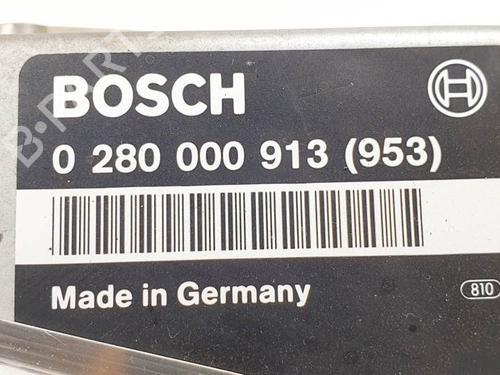 BOSCH
0 280 000 913 (953)
Made in Germany
810
B-PARTS